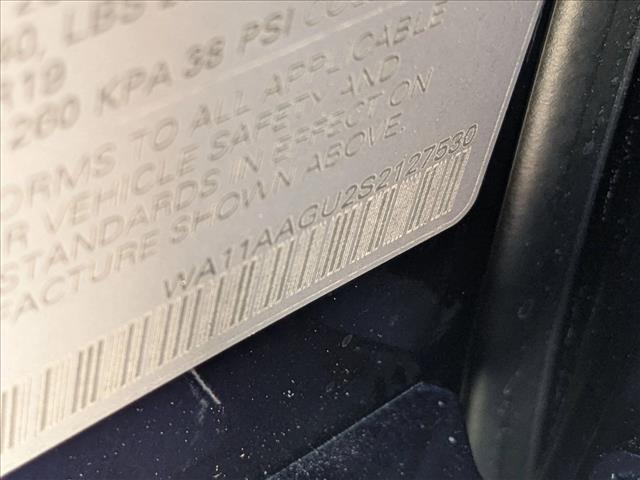 40, LBS
R19
260 KPA 38 PSI
ORMS TO ALL APPLICABLE
R VEHICLE SAFETY AND
STANDARDS IN EFFECT ON
FACTURE SHOWN ABOVE.
WA11AAGU2S2127530